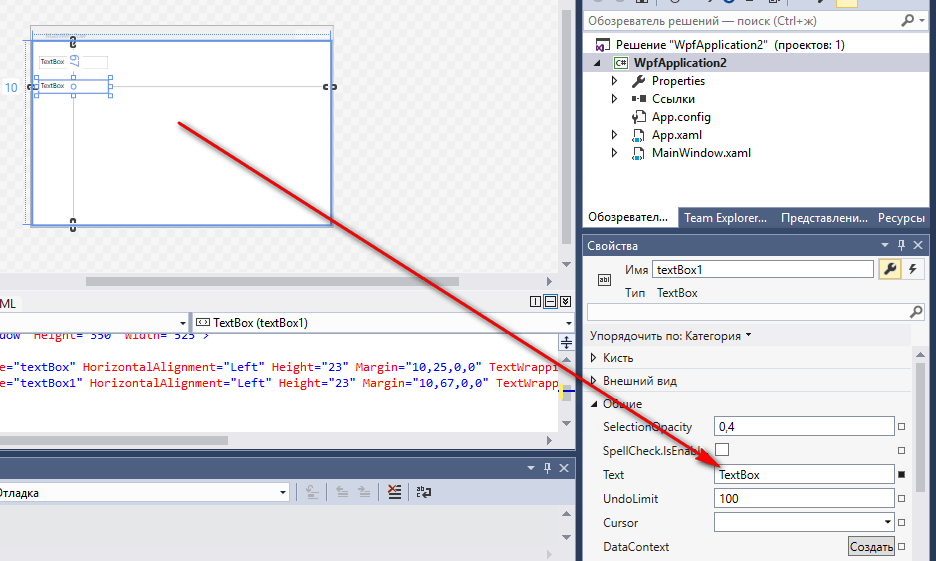 TextBox
67
10
TextBox
ML
TextBox (textBox1)
dow" Height="350" Width="525">
e="textBox" HorizontalAlignment="Left" Height="23" Margin="10,25,0,0" TextWrappi
e="textBox1" HorizontalAlignment="Left" Height="23" Margin="10,67,0,0" TextWrapp
Отладка
Обозреватель решений — поиск (Ctrl+ж)
Решение "WpfApplication2" (проектов: 1)
C# WpfApplication2
Properties
Ссылки
App.config
App.xaml
MainWindow.xaml
Обозревател... Team Explorer... Представлени... Ресурсы
Свойства
Имя textBox1
Тип TextBox
Упорядочить по: Категория
Кисть
Внешний вид
Общие
SelectionOpacity 0,4
SpellCheck.IsEnabl
Text TextBox
UndoLimit 100
Cursor
DataContext Создать